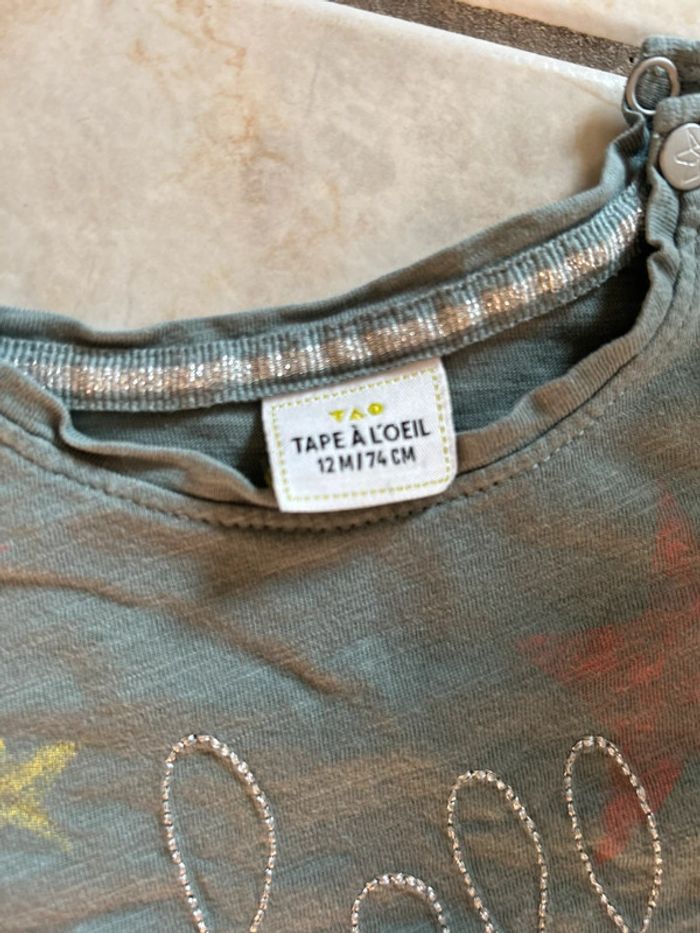 TAO
TAPE À L'OEIL
12 M / 74 CM